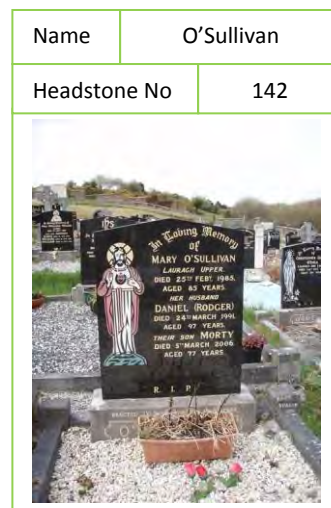 Name O’Sullivan
Headstone No 142
In Loving Memory
of
MARY O'SULLIVAN
LAURAGH UPPER.
DIED 25TH FEBY. 1985,
AGED 85 YEARS.
HER HUSBAND
DANIEL (RODGER)
DIED 24TH MARCH 1991,
AGED 97 YEARS.
THEIR SON MORTY
DIED 5TH MARCH 2006
AGED 77 YEARS.
R. I. P.